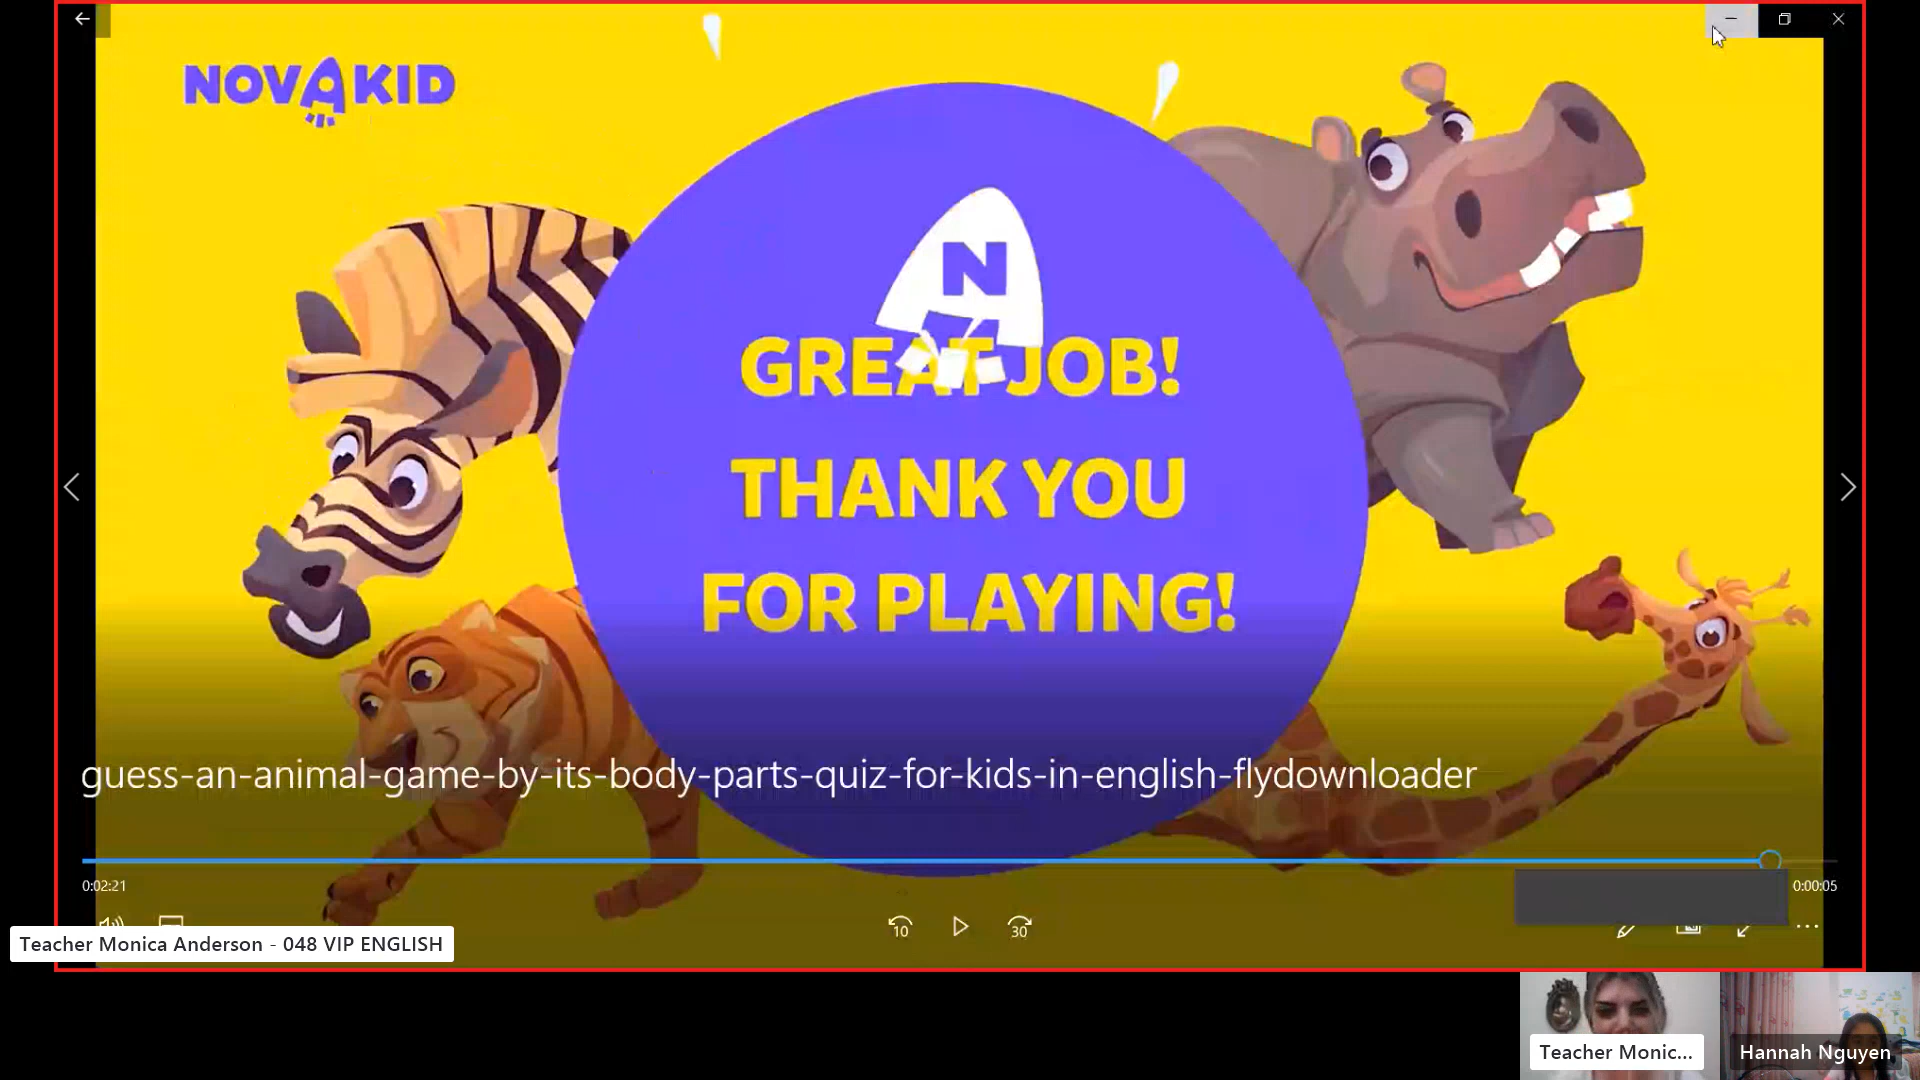 NOVAKID
N
GREAT JOB!
THANK YOU
FOR PLAYING!
guess-an-animal-game-by-its-body-parts-quiz-for-kids-in-english-flydownloader
0:02:21
0:00:05
10
30
Teacher Monica Anderson - 048 VIP ENGLISH
Teacher Monic...
Hannah Nguyen